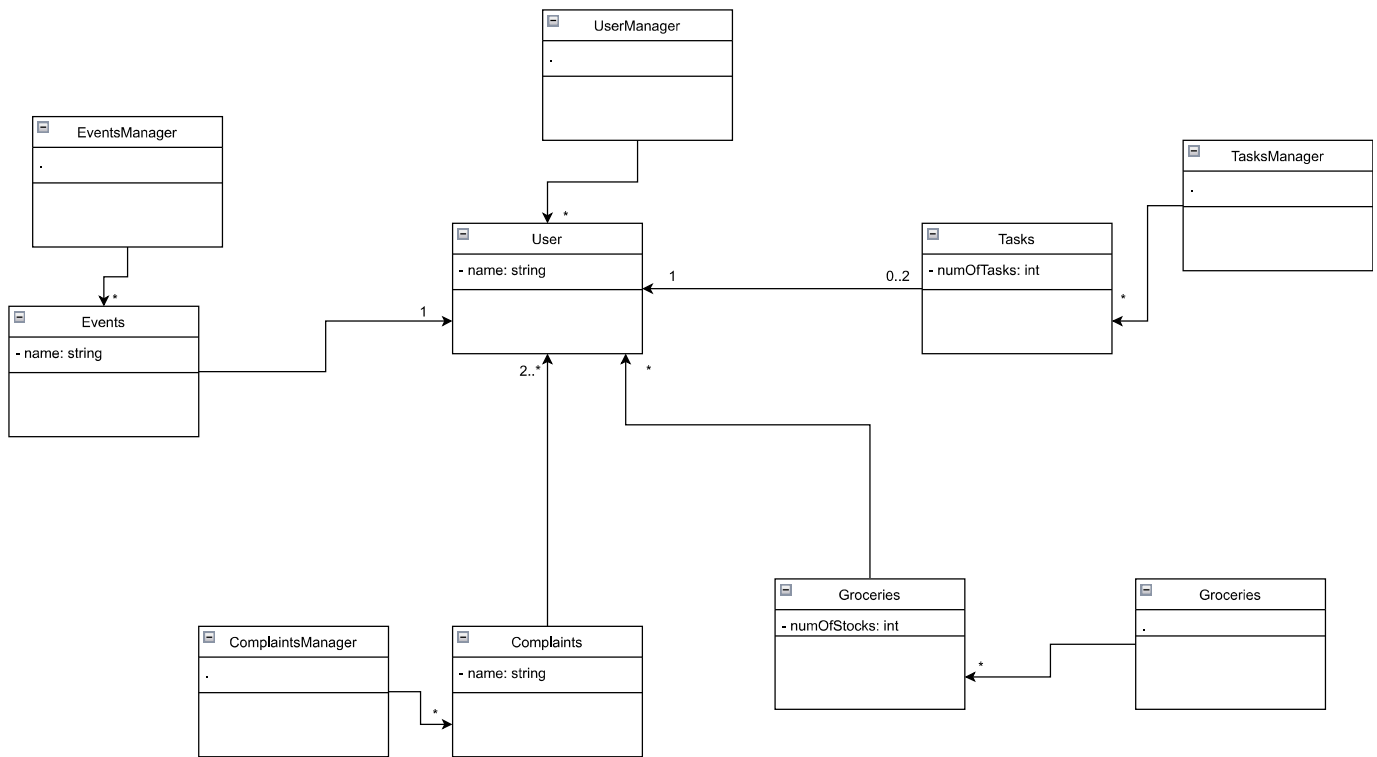 UserManager
.
EventsManager
.
TasksManager
.
*
*
User
- name: string
Tasks
- numOfTasks: int
1
0..2
*
Events
- name: string
1
2..*
*
Groceries
- numOfStocks: int
Groceries
.
*
ComplaintsManager
.
*
Complaints
- name: string